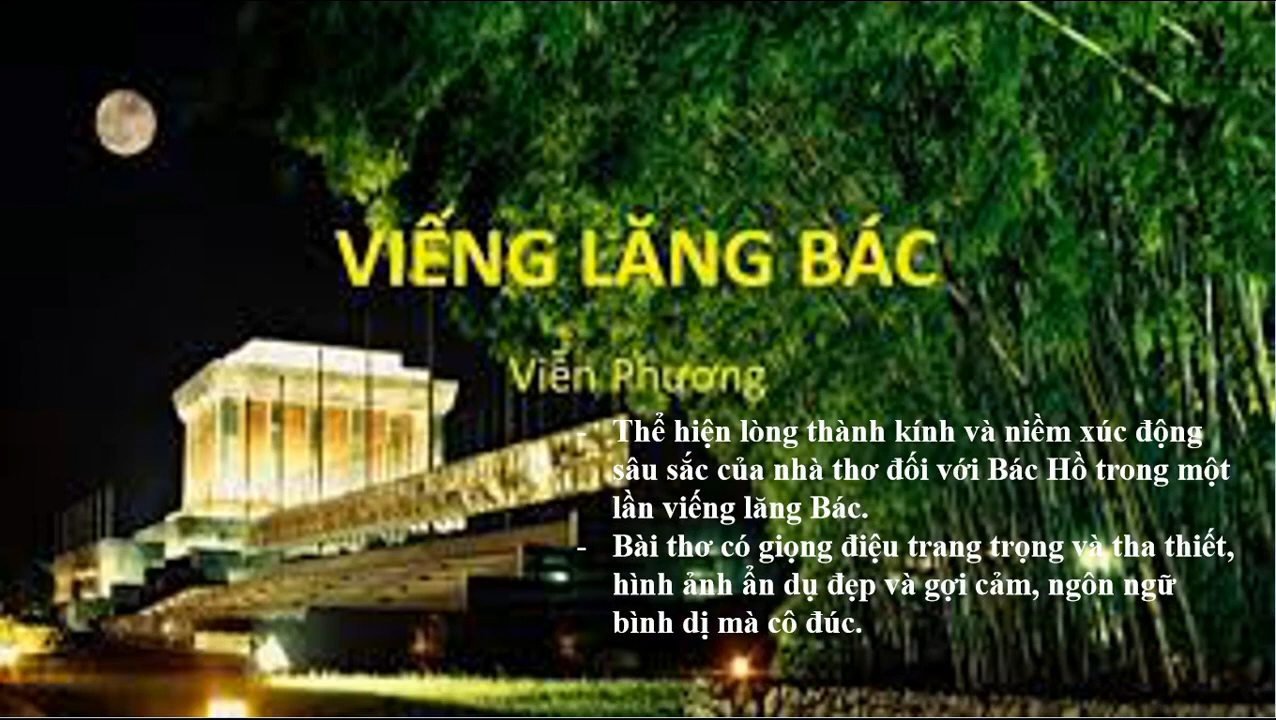 VIẾNG LĂNG BÁC
Viễn Phương
- Thể hiện lòng thành kính và niềm xúc động
sâu sắc của nhà thơ đối với Bác Hồ trong một
lần viếng lăng Bác.
- Bài thơ có giọng điệu trang trọng và tha thiết,
hình ảnh ẩn dụ đẹp và gợi cảm, ngôn ngữ
bình dị mà cô đúc.